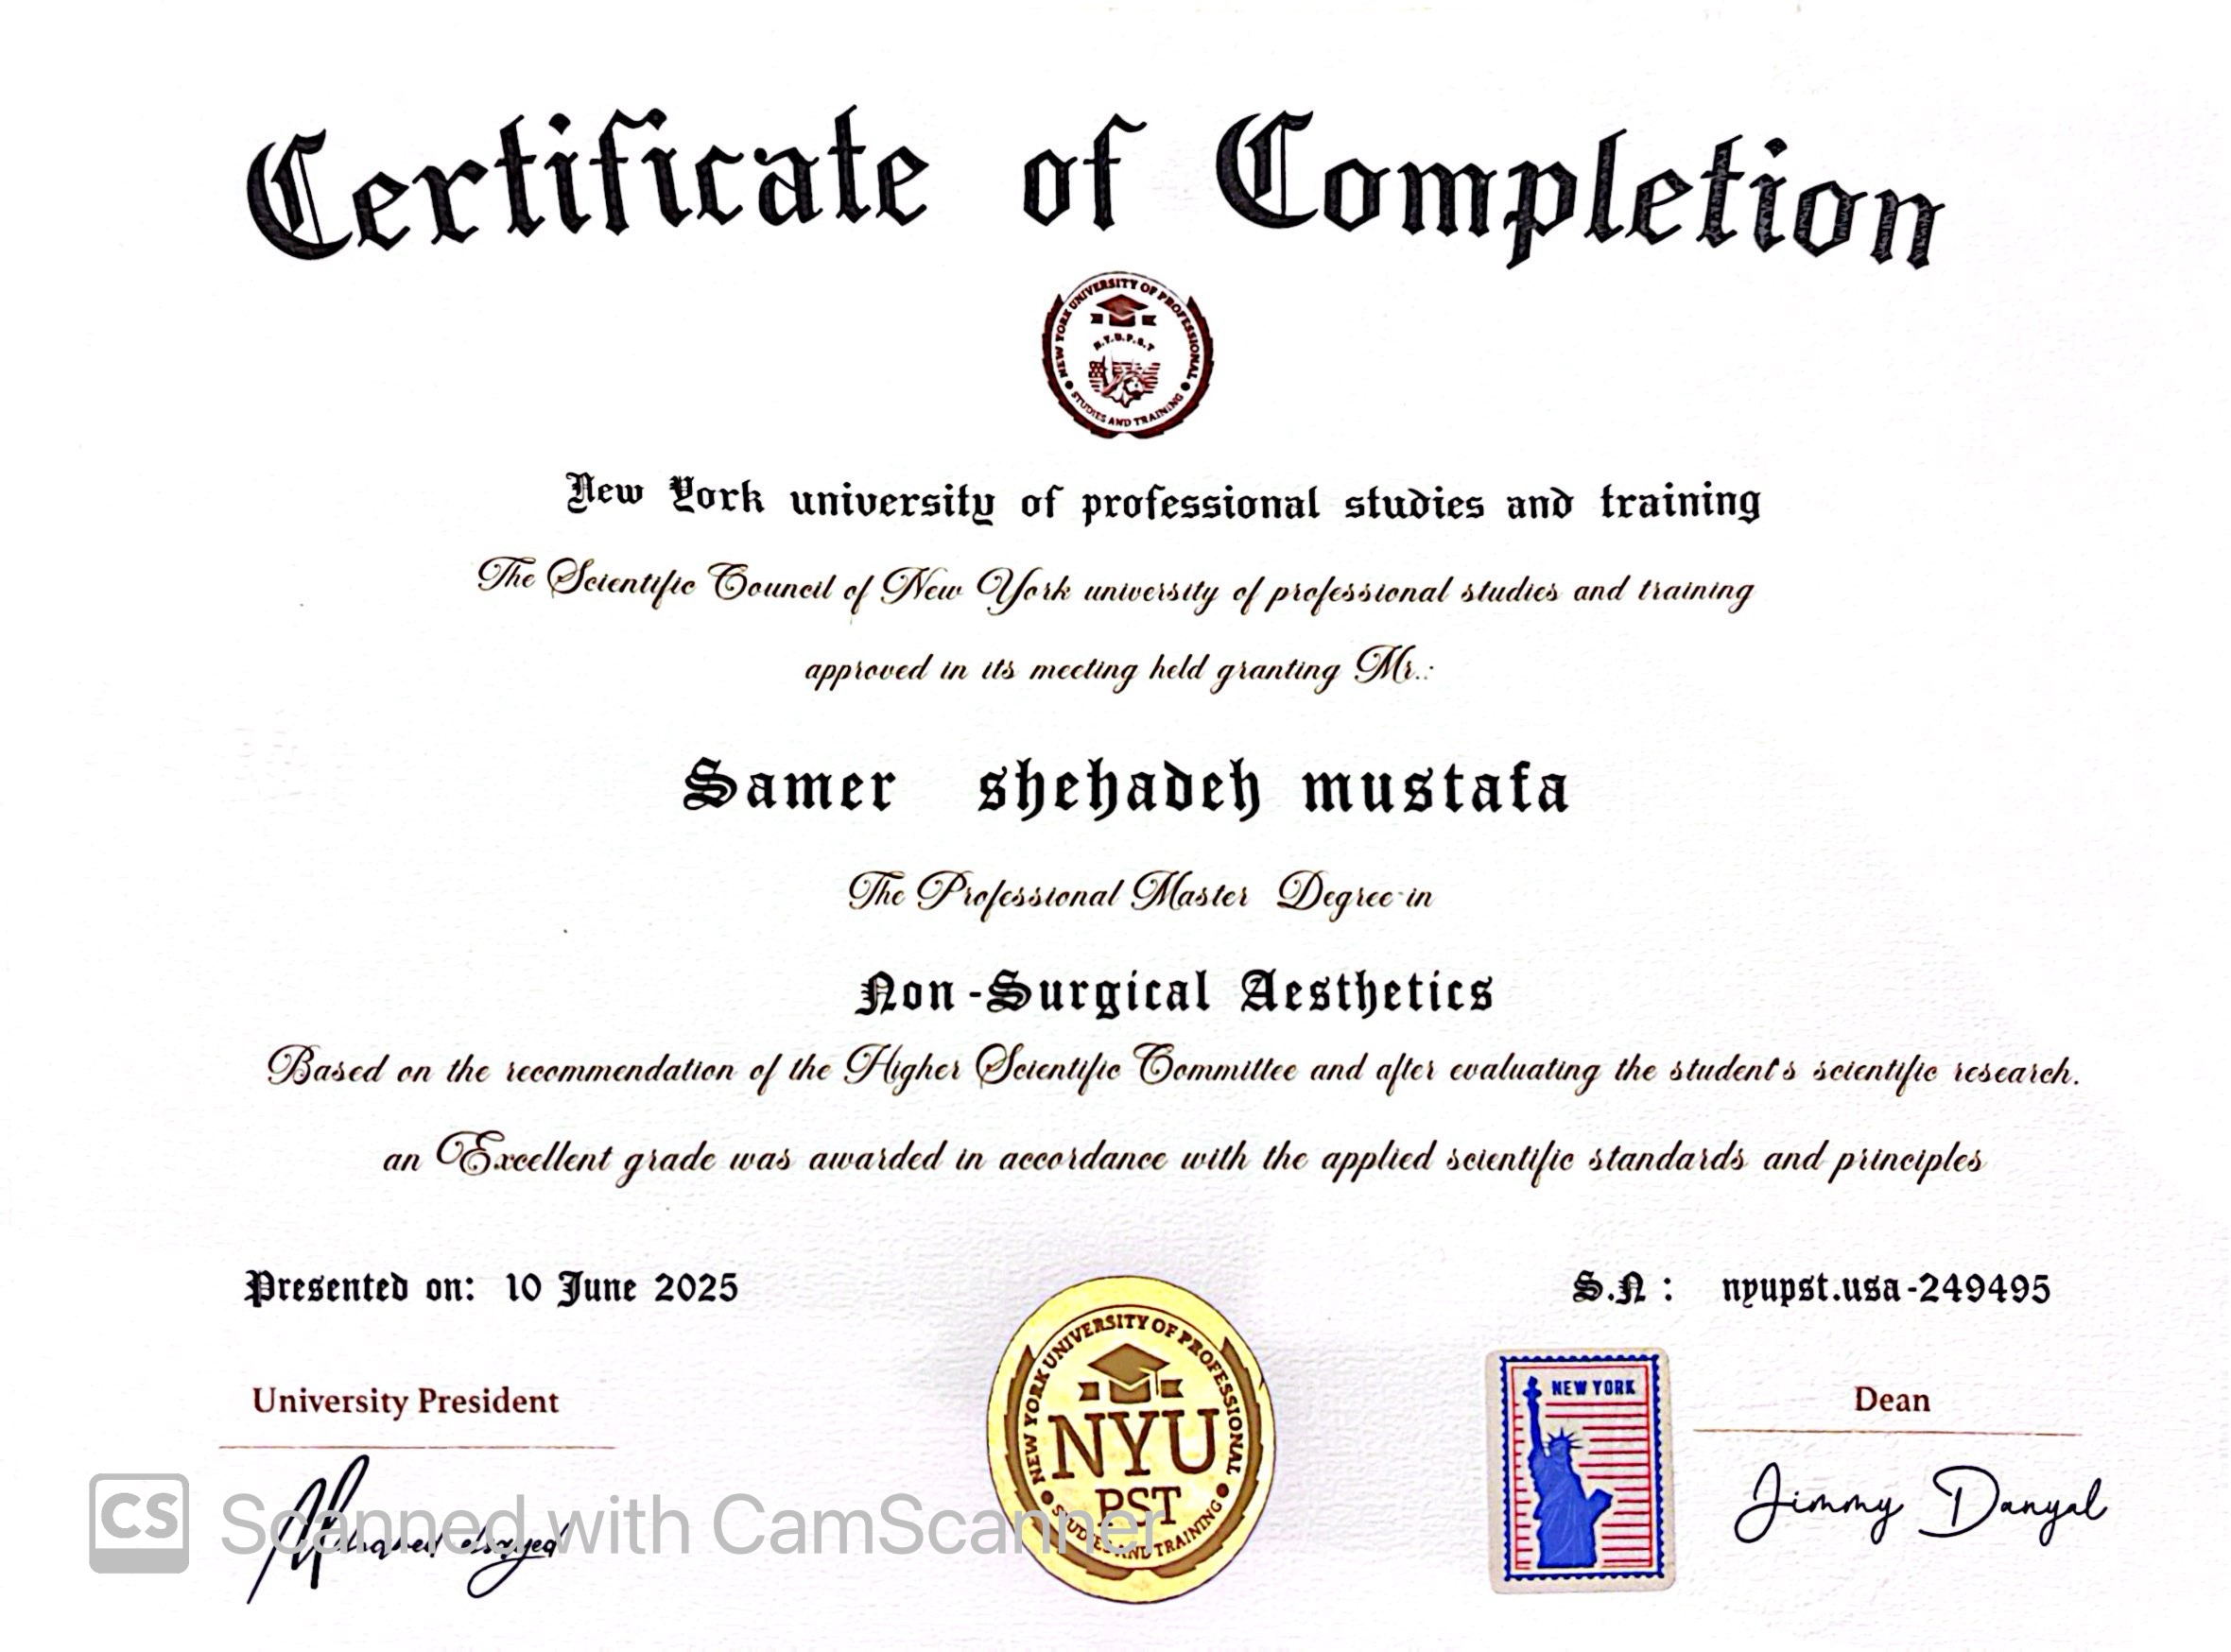 Certificate of Completion
NEW YORK UNIVERSITY OF PROFESSIONAL
N.Y.U.P.S.T
STUDIES AND TRAINING
New York university of professional studies and training
The Scientific Council of New York university of professional studies and training
approved in its meeting held granting Mr.:
Samer shehadeh mustafa
The Professional Master Degree in
Non-Surgical Aesthetics
Based on the recommendation of the Higher Scientific Committee and after evaluating the student's scientific research.
an Excellent grade was awarded in accordance with the applied scientific standards and principles
Presented on: 10 June 2025
S.N : nyupst.usa-249495
University President
NEW YORK UNIVERSITY OF PROFESSIONAL
NYU
PST
STUDIES AND TRAINING
NEW YORK
Dean
Jimmy Danyal
CS Scanned with CamScanner